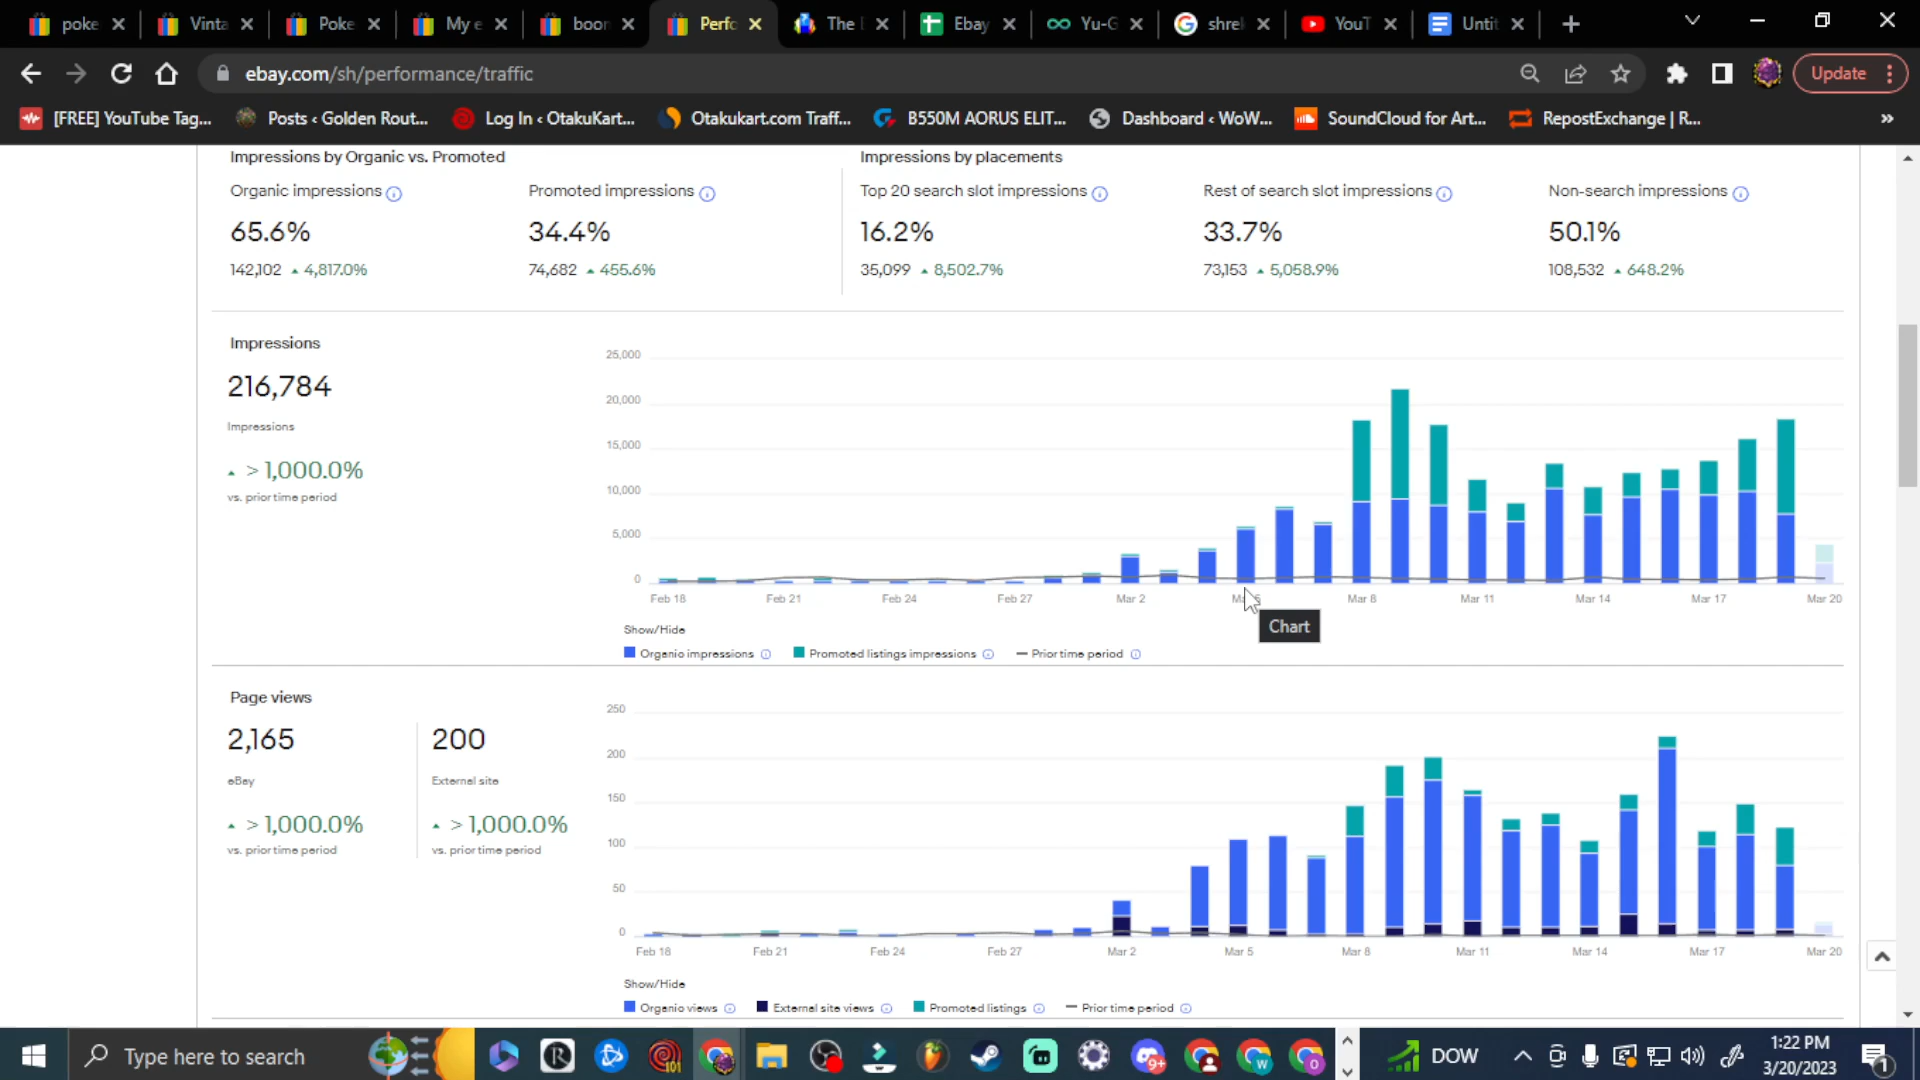 poke Vinta Poke My e boon Perfo The E Ebay Yu-G shrek YouT Untit
ebay.com/sh/performance/traffic Update
[FREE] YouTube Tag... Posts ‹ Golden Rout... Log In ‹ OtakuKart... Otakukart.com Traff... B550M AORUS ELIT... Dashboard ‹ WoW... SoundCloud for Art... RepostExchange | R... »
Impressions by Organic vs. Promoted Impressions by placements
Organic impressions Promoted impressions Top 20 search slot impressions Rest of search slot impressions Non-search impressions
65.6% 34.4% 16.2% 33.7% 50.1%
142,102 4,817.0% 74,682 455.6% 35,099 8,502.7% 73,153 5,058.9% 108,532 648.2%
Impressions
216,784
Impressions
> 1,000.0%
vs. prior time period
25,000
20,000
15,000
10,000
5,000
0
Feb 18 Feb 21 Feb 24 Feb 27 Mar 2 Mar 5 Mar 8 Mar 11 Mar 14 Mar 17 Mar 20
Chart
Show/Hide
Organic impressions Promoted listings impressions Prior time period
Page views
2,165 200
eBay External site
> 1,000.0% > 1,000.0%
vs. prior time period vs. prior time period
250
200
150
100
50
0
Feb 18 Feb 21 Feb 24 Feb 27 Mar 2 Mar 5 Mar 8 Mar 11 Mar 14 Mar 17 Mar 20
Show/Hide
Organic views External site views Promoted listings Prior time period
Type here to search 101 9+ W O DOW 1:22 PM 1
3/20/2023